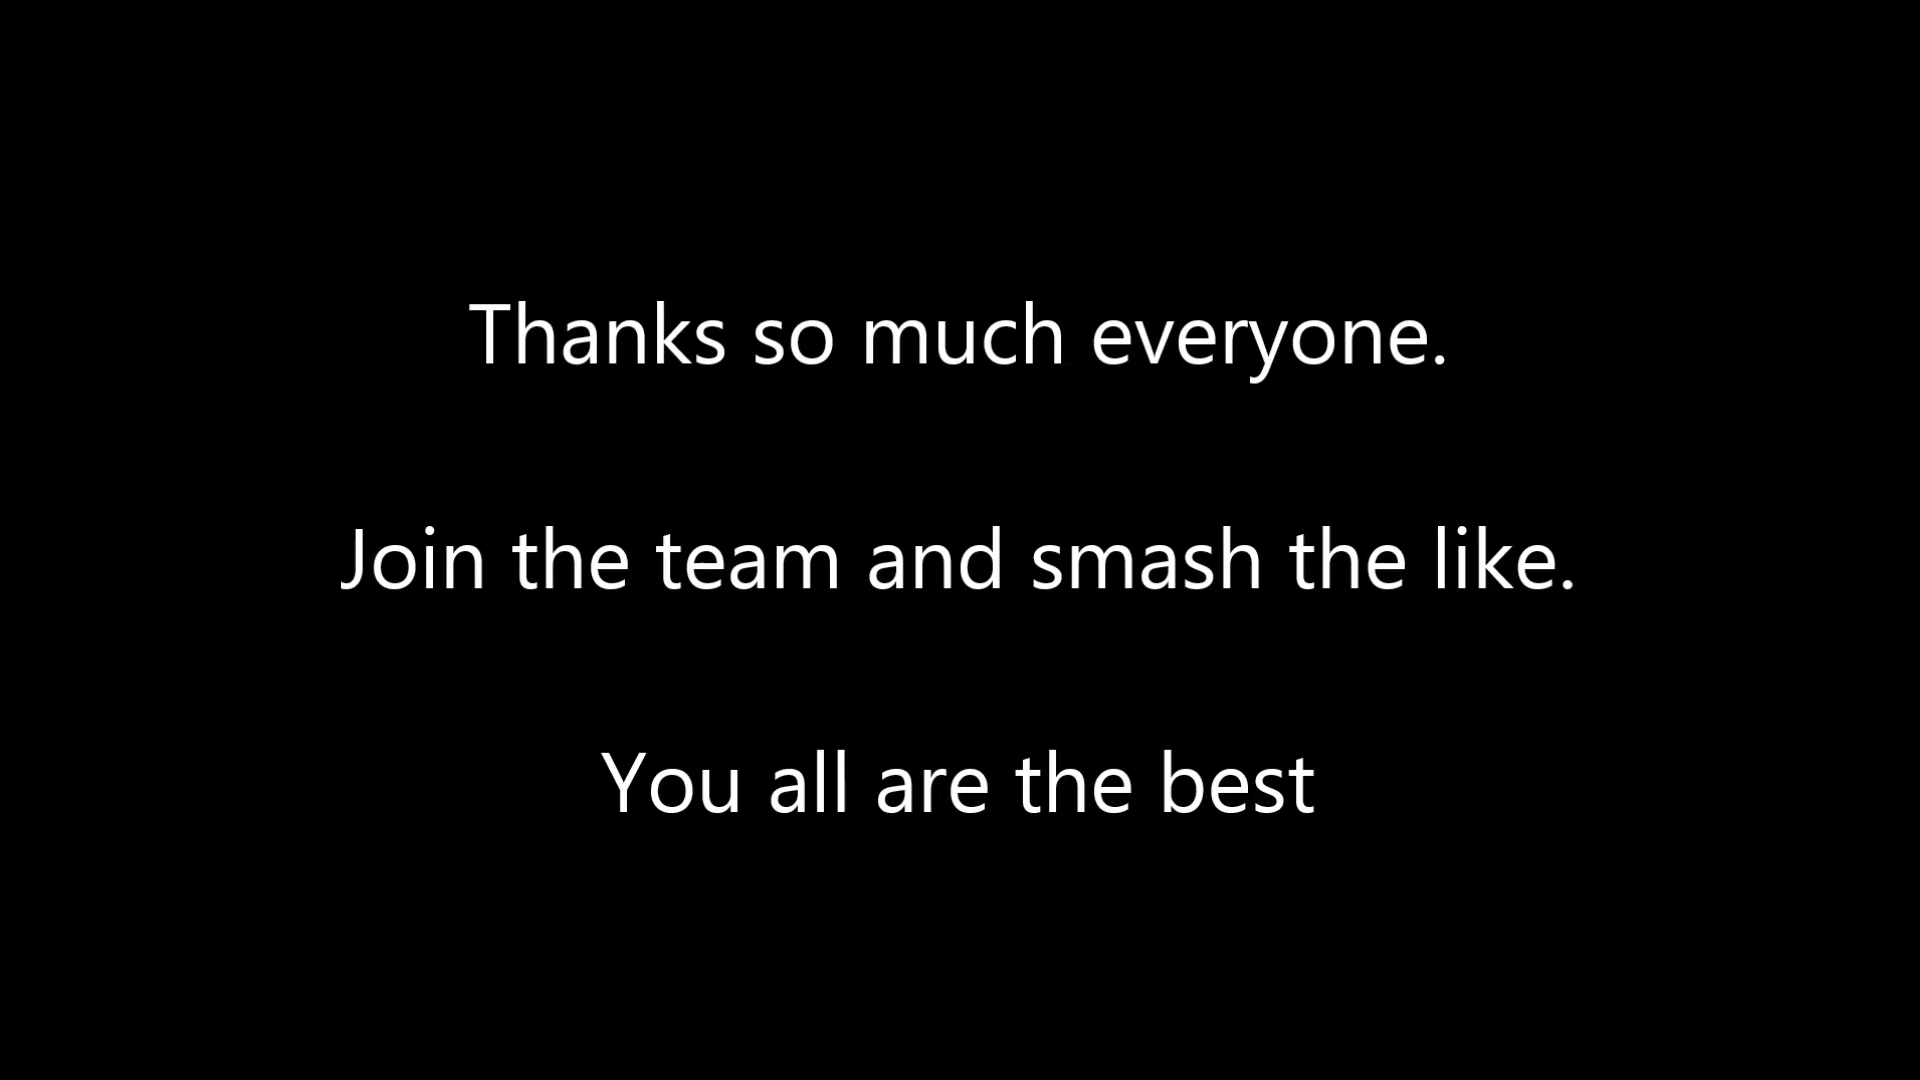 Thanks so much everyone.
Join the team and smash the like.
You all are the best